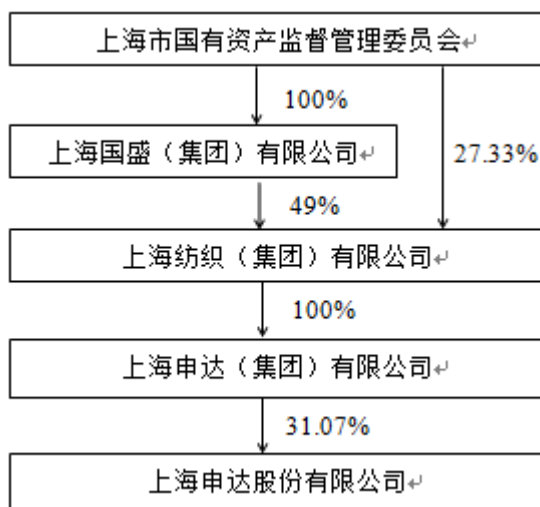 上海市国有资产监督管理委员会
100%
上海国盛（集团）有限公司
27.33%
49%
上海纺织（集团）有限公司
100%
上海申达（集团）有限公司
31.07%
上海申达股份有限公司